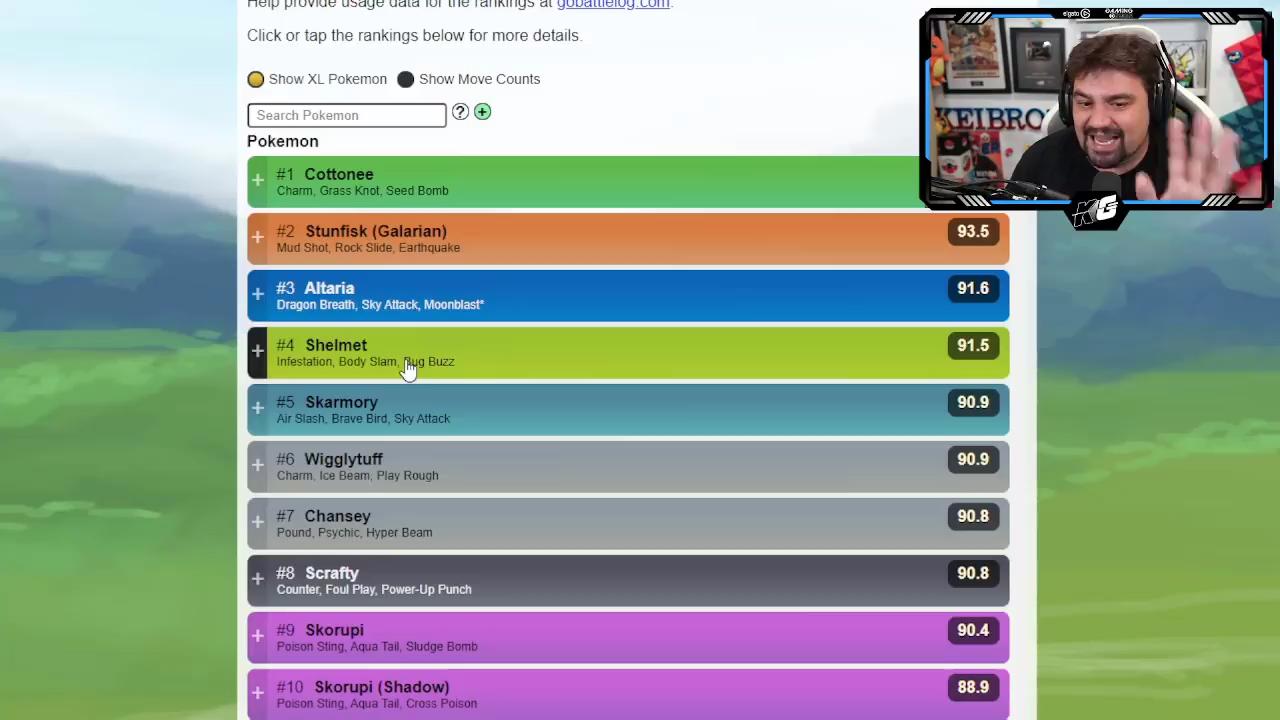 Help provide usage data for the rankings at gobattlelog.com.
Click or tap the rankings below for more details.
Show XL Pokemon
Show Move Counts
Search Pokemon
?
+
Pokemon
+ #1 Cottonee
Charm, Grass Knot, Seed Bomb
+ #2 Stunfisk (Galarian) 93.5
Mud Shot, Rock Slide, Earthquake
+ #3 Altaria 91.6
Dragon Breath, Sky Attack, Moonblast*
+ #4 Shelmet 91.5
Infestation, Body Slam, Bug Buzz
+ #5 Skarmory 90.9
Air Slash, Brave Bird, Sky Attack
+ #6 Wigglytuff 90.9
Charm, Ice Beam, Play Rough
+ #7 Chansey 90.8
Pound, Psychic, Hyper Beam
+ #8 Scrafty 90.8
Counter, Foul Play, Power-Up Punch
+ #9 Skorupi 90.4
Poison Sting, Aqua Tail, Sludge Bomb
+ #10 Skorupi (Shadow) 88.9
Poison Sting, Aqua Tail, Cross Poison
elgato
GAMING
KEIBRO
KG